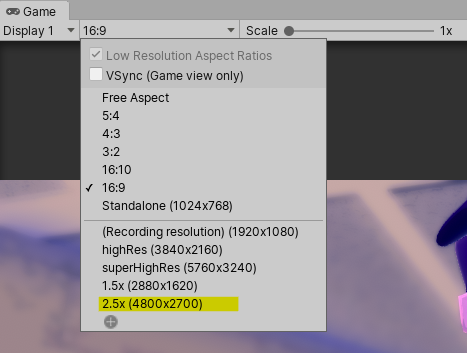 Game
Display 1 16:9 Scale 1x
Low Resolution Aspect Ratios
VSync (Game view only)
Free Aspect
5:4
4:3
3:2
16:10
16:9
Standalone (1024x768)
(Recording resolution) (1920x1080)
highRes (3840x2160)
superHighRes (5760x3240)
1.5x (2880x1620)
2.5x (4800x2700)